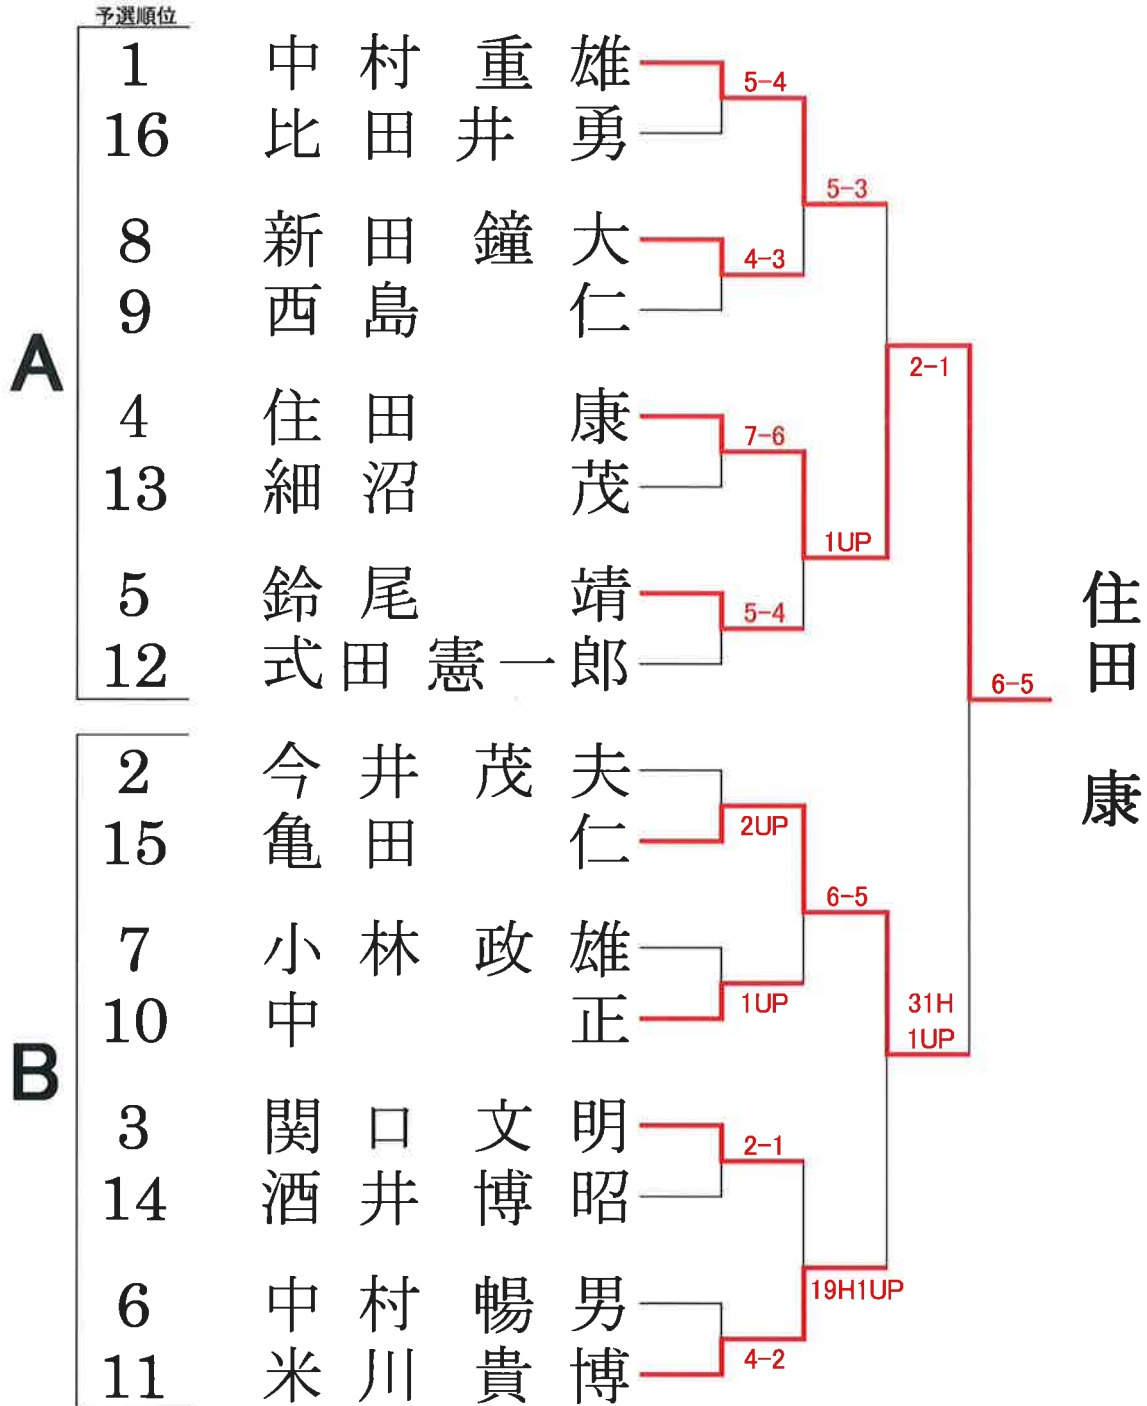 予選順位
A
1 中村重雄
16 比田井勇
8 新田鐘大
9 西島仁
4 住田康
13 細沼茂
5 鈴尾靖
12 式田憲一郎
B
2 今井茂夫
15 亀田仁
7 小林政雄
10 中正
3 関口文明
14 酒井博昭
6 中村暢男
11 米川貴博
5-4
4-3
7-6
5-4
2UP
1UP
2-1
4-2
5-3
1UP
6-5
19H1UP
2-1
31H
1UP
6-5
住田康